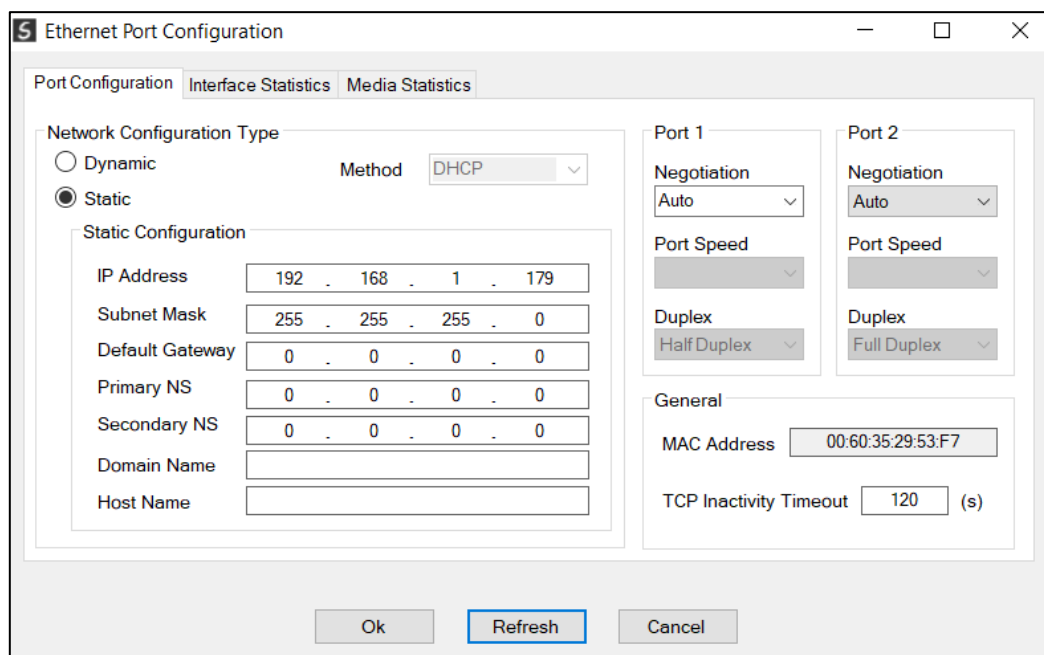 S Ethernet Port Configuration
Port Configuration Interface Statistics Media Statistics
Network Configuration Type
Dynamic
Method DHCP
Static
Static Configuration
IP Address 192 . 168 . 1 . 179
Subnet Mask 255 . 255 . 255 . 0
Default Gateway 0 . 0 . 0 . 0
Primary NS 0 . 0 . 0 . 0
Secondary NS 0 . 0 . 0 . 0
Domain Name
Host Name
Port 1
Negotiation
Auto
Port Speed
Duplex
Half Duplex
Port 2
Negotiation
Auto
Port Speed
Duplex
Full Duplex
General
MAC Address 00:60:35:29:53:F7
TCP Inactivity Timeout 120 (s)
Ok Refresh Cancel